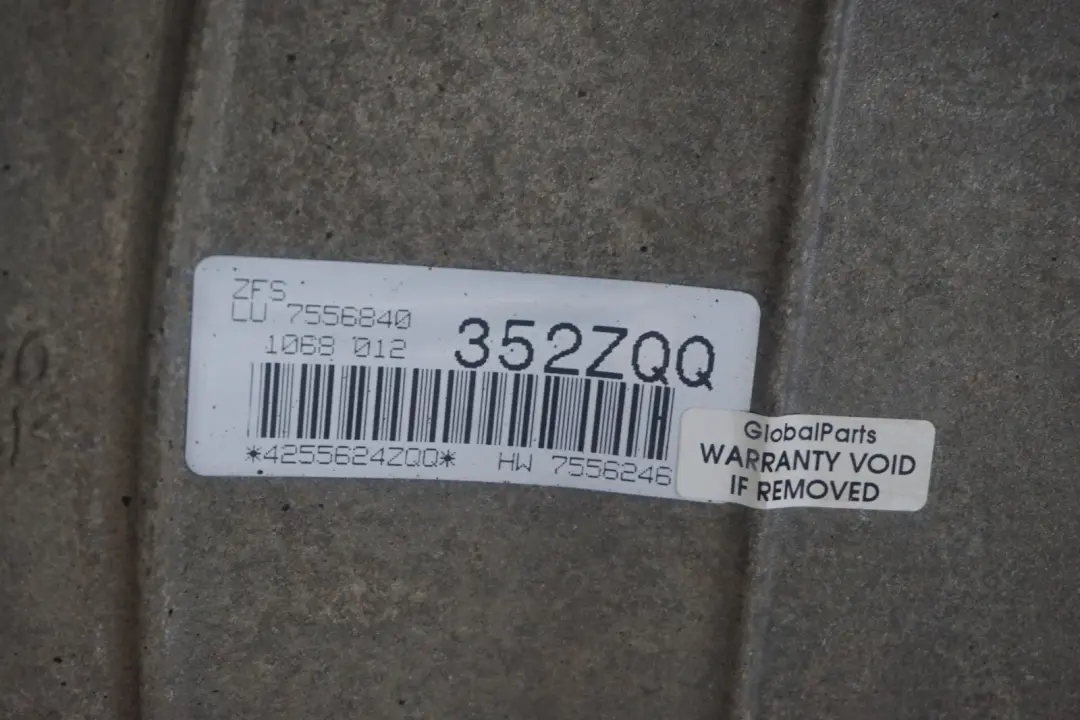 ZFS
LU 7556840
1068 012
352ZQQ
*4255624ZQQ*
HW 7556246
GlobalParts
WARRANTY VOID
IF REMOVED